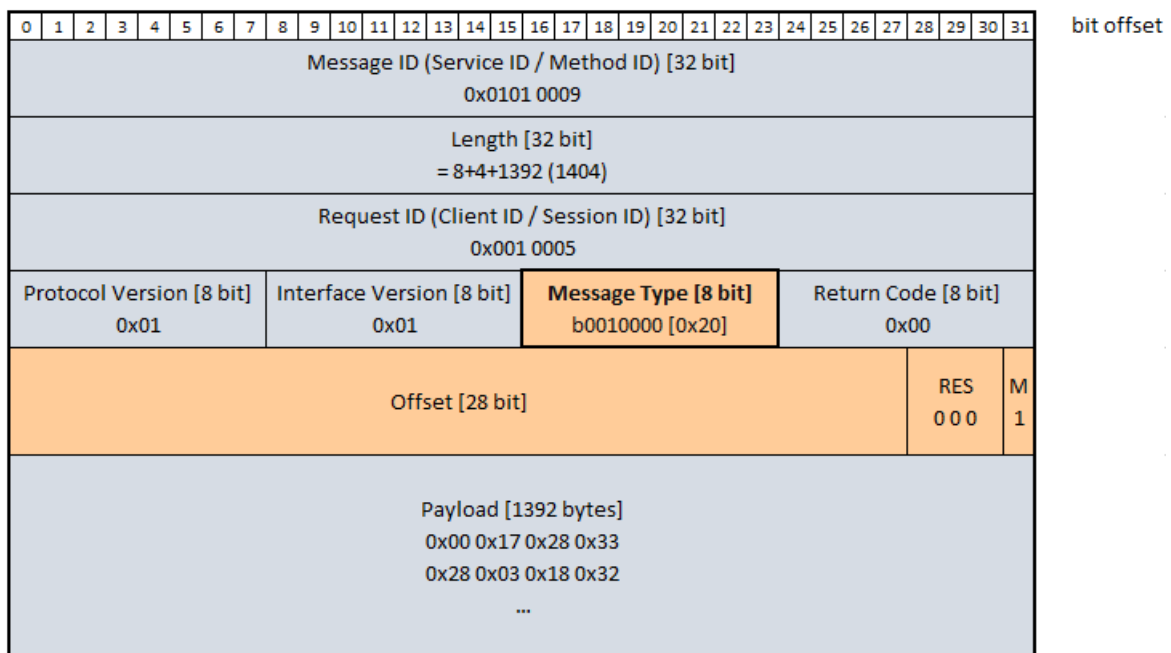 0 1 2 3 4 5 6 7 8 9 10 11 12 13 14 15 16 17 18 19 20 21 22 23 24 25 26 27 28 29 30 31 bit offset
Message ID (Service ID / Method ID) [32 bit]
0x0101 0009
Length [32 bit]
= 8+4+1392 (1404)
Request ID (Client ID / Session ID) [32 bit]
0x001 0005
Protocol Version [8 bit] Interface Version [8 bit] Message Type [8 bit] Return Code [8 bit]
0x01 0x01 b0010000 [0x20] 0x00
Offset [28 bit] RES M
0 0 0 1
Payload [1392 bytes]
0x00 0x17 0x28 0x33
0x28 0x03 0x18 0x32
...